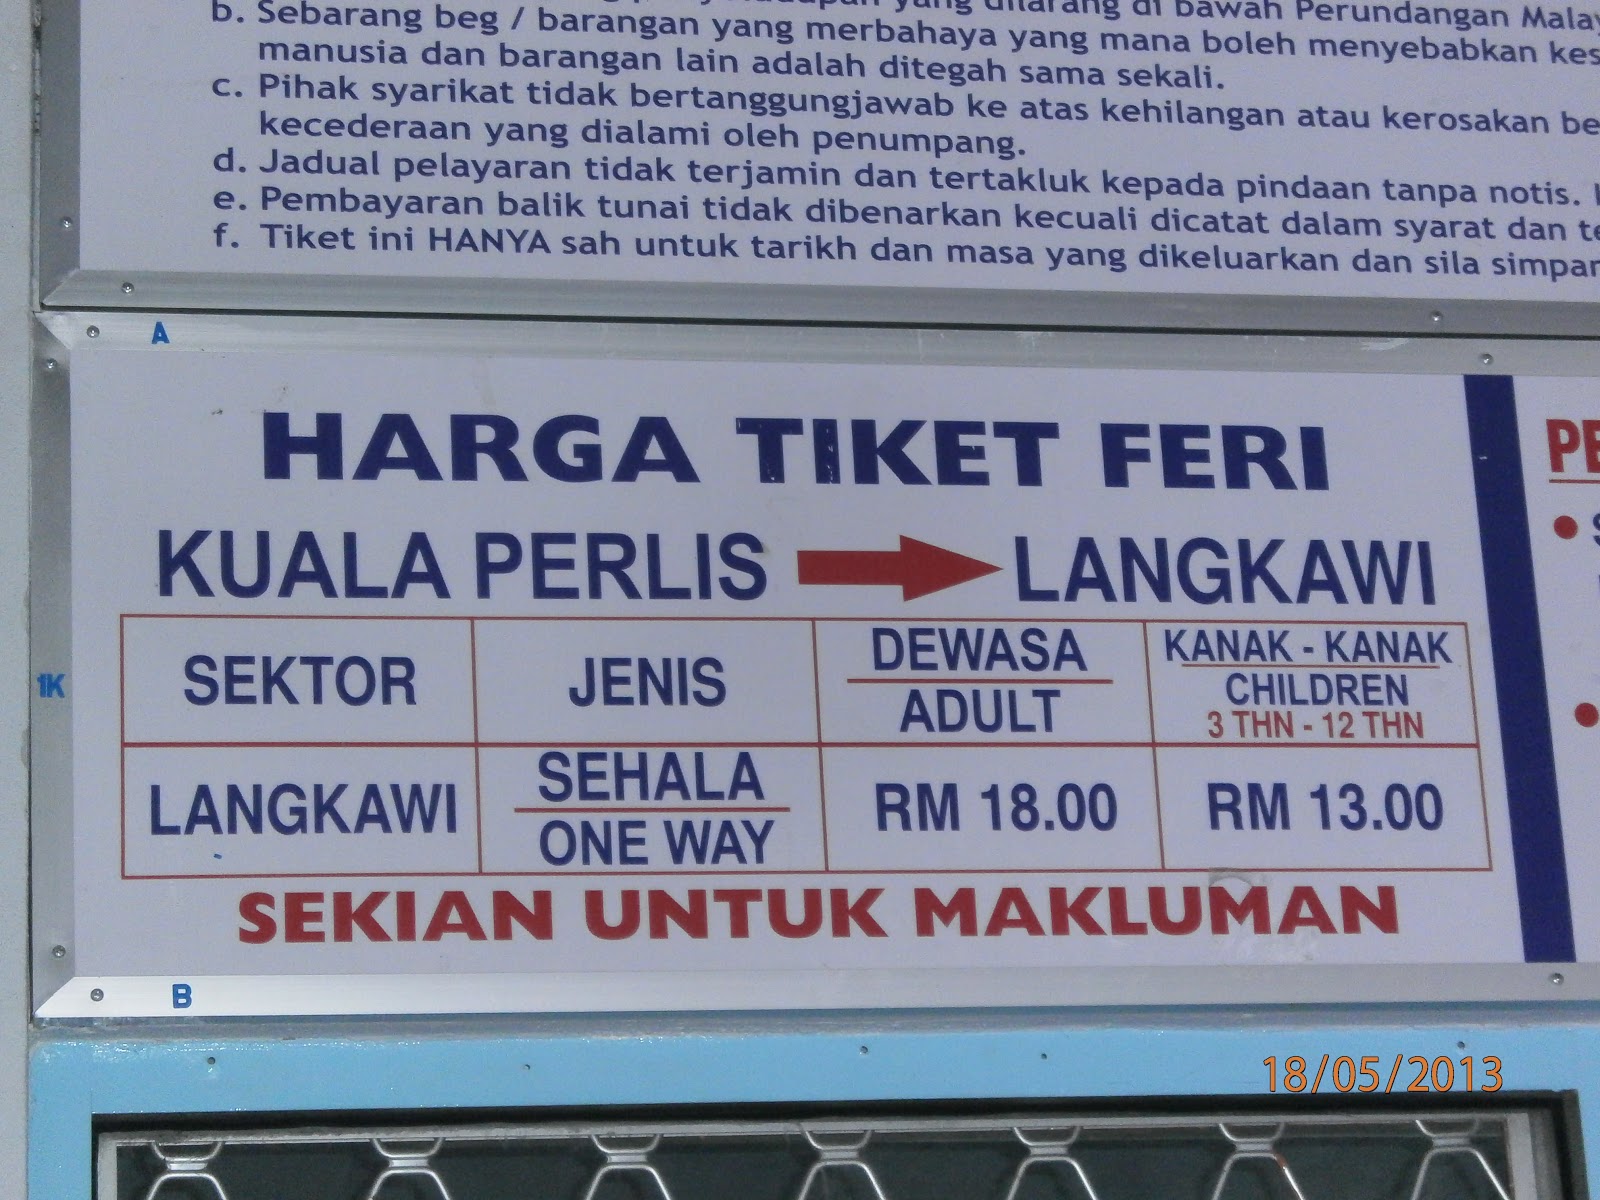 yang dilarang di bawah Perundangan
b. Sebarang beg / barangan yang merbahaya yang mana boleh menyebabkan
manusia dan barangan lain adalah ditegah sama sekali.
c. Pihak syarikat tidak bertanggungjawab ke atas kehilangan atau kerosakan
kecederaan yang dialami oleh penumpang.
d. Jadual pelayaran tidak terjamin dan tertakluk kepada pindaan tanpa notis.
e. Pembayaran balik tunai tidak dibenarkan kecuali dicatat dalam syarat dan
f. Tiket ini HANYA sah untuk tarikh dan masa yang dikeluarkan dan sila
A
HARGA TIKET FERI
KUALA PERLIS LANGKAWI
SEKTOR
JENIS
DEWASA
ADULT
KANAK - KANAK
CHILDREN
3 THN - 12 THN
1K
LANGKAWI
SEHALA
ONE WAY
RM 18.00
RM 13.00
SEKIAN UNTUK MAKLUMAN
B
18/05/2013